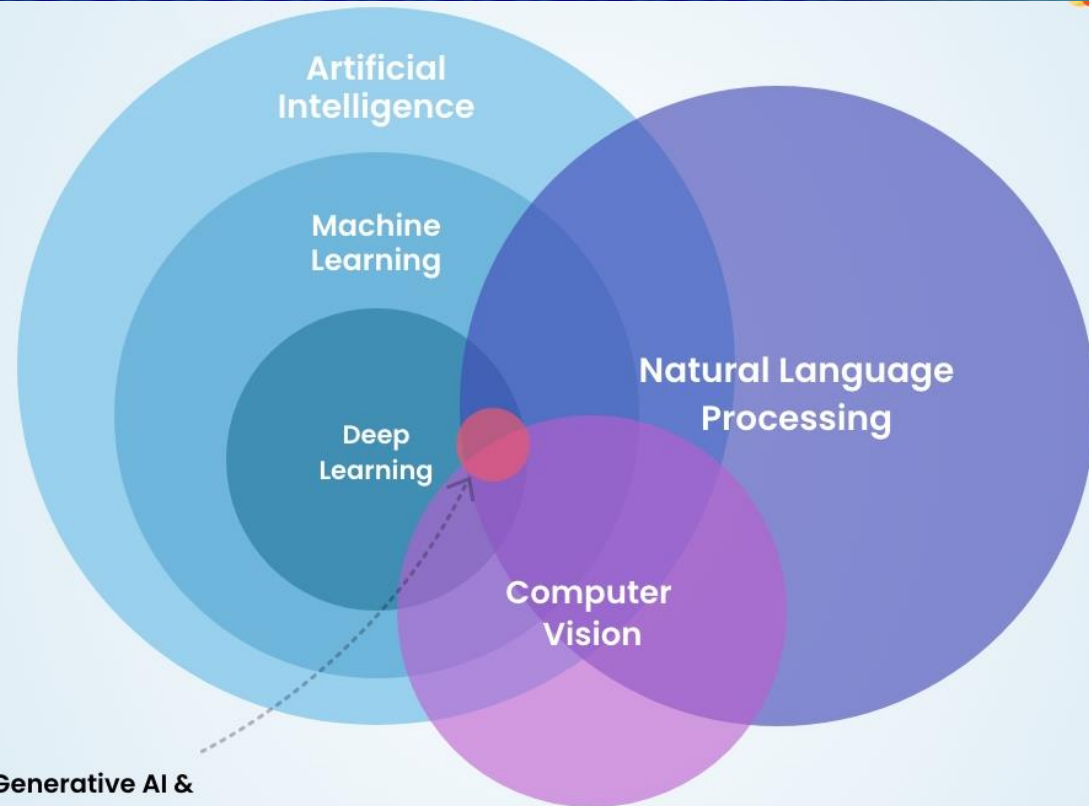 Artificial
Intelligence
Machine
Learning
Deep
Learning
Natural Language
Processing
Computer
Vision
Generative AI &